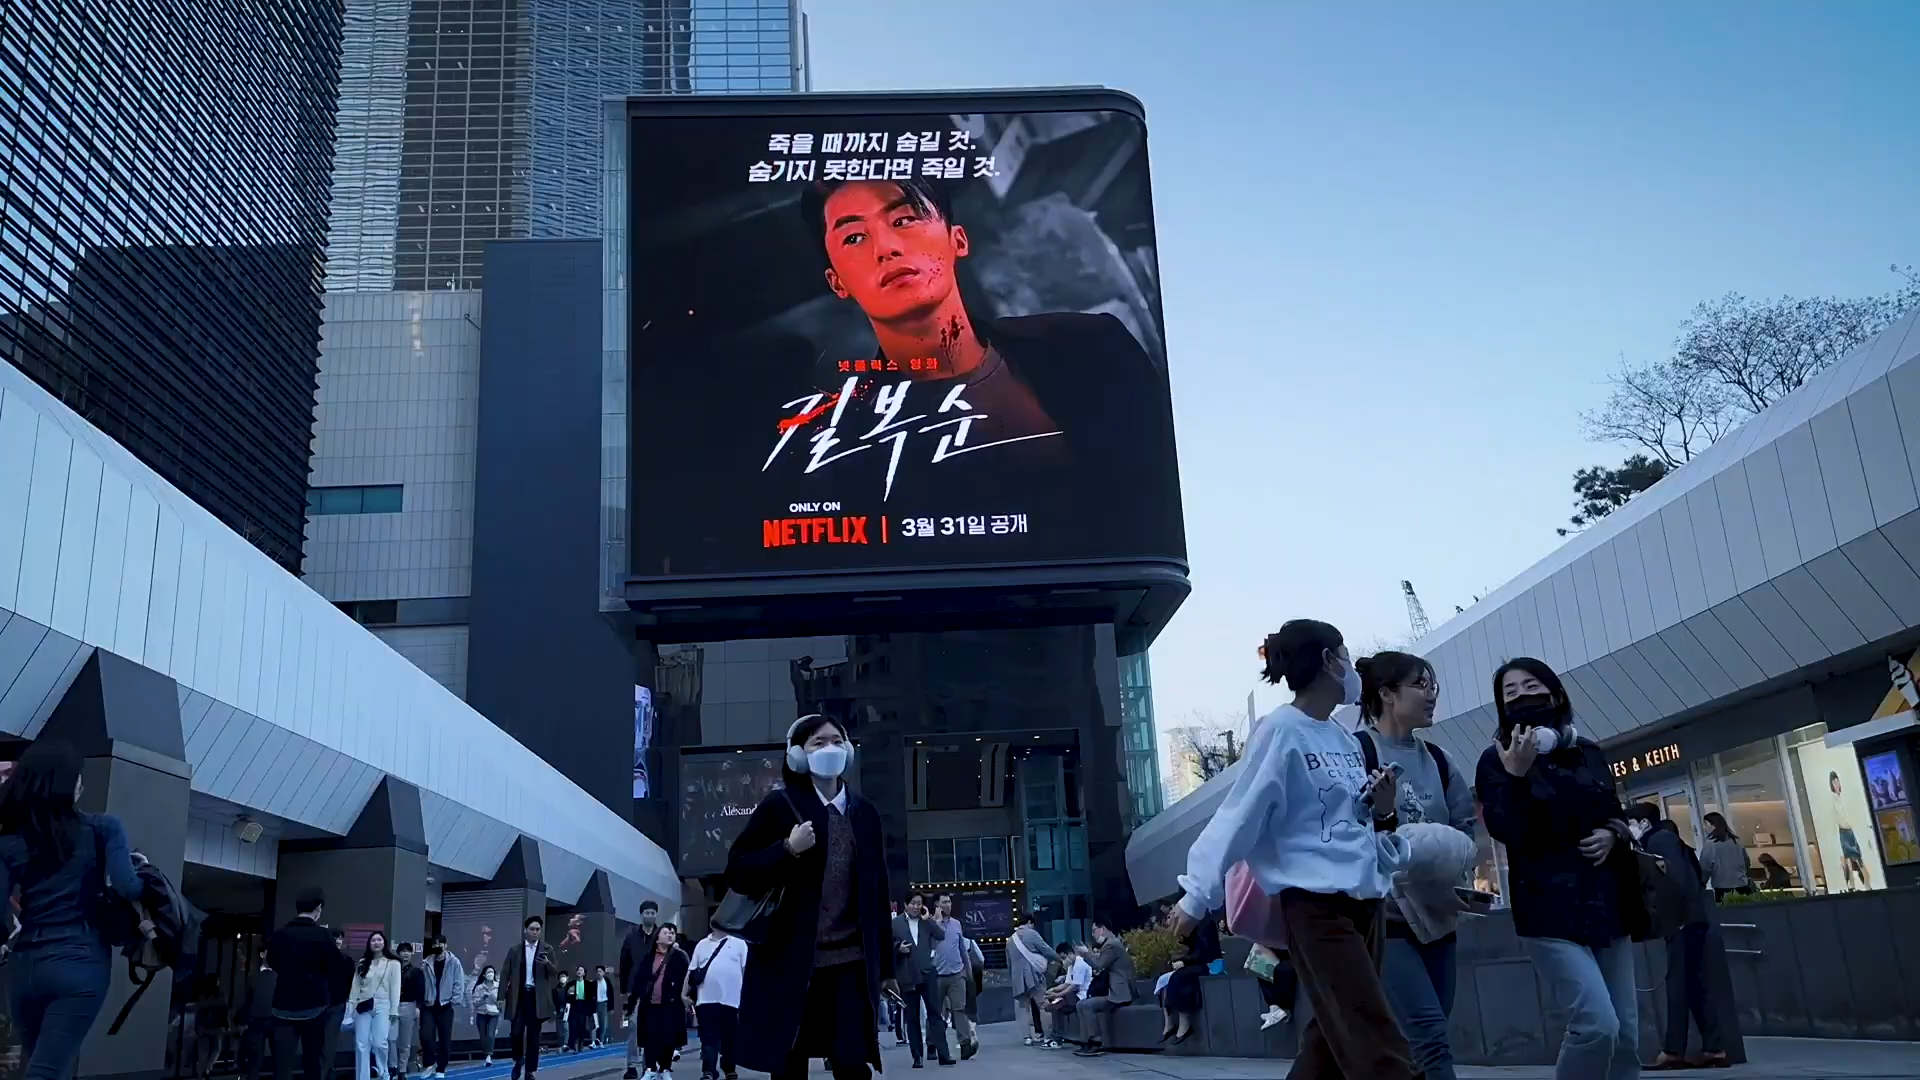 죽을 때까지 숨길 것.
숨기지 못한다면 죽일 것.
넷플릭스 영화
길복순
ONLY ON
NETFLIX | 3월 31일 공개
BITTER
ES & KEITH
SIX